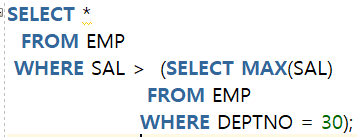 SELECT *
FROM EMP
WHERE SAL > (SELECT MAX(SAL)
FROM EMP
WHERE DEPTNO = 30);